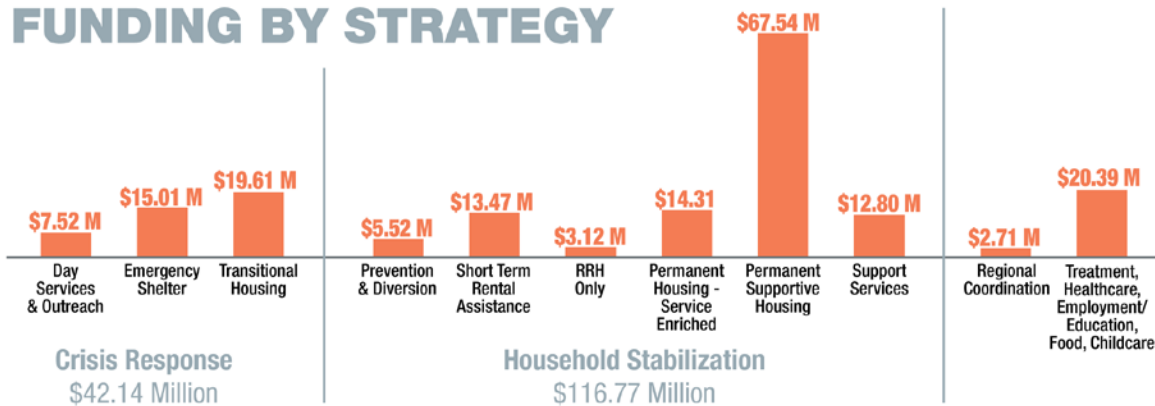 FUNDING BY STRATEGY
$7.52 M
$15.01 M
$19.61 M
$5.52 M
$13.47 M
$3.12 M
$14.31
$67.54 M
$12.80 M
$2.71 M
$20.39 M
Day
Services
& Outreach
Emergency
Shelter
Transitional
Housing
Prevention
& Diversion
Short Term
Rental
Assistance
RRH
Only
Permanent
Housing -
Service
Enriched
Permanent
Supportive
Housing
Support
Services
Regional
Coordination
Treatment,
Healthcare,
Employment/
Education,
Food, Childcare
Crisis Response
$42.14 Million
Household Stabilization
$116.77 Million